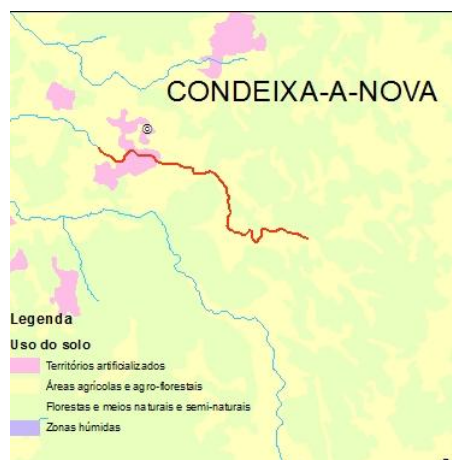 CONDEIXA-A-NOVA
Legenda
Uso do solo
Territórios artificializados
Áreas agrícolas e agro-florestais
Florestas e meios naturais e semi-naturais
Zonas húmidas